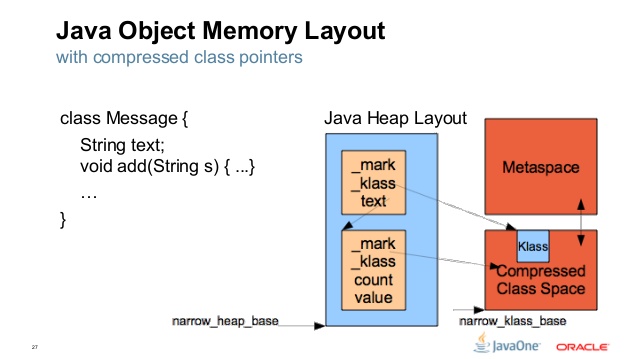 Java Object Memory Layout
with compressed class pointers
class Message {
String text;
void add(String s) { ...}
…
}
Java Heap Layout
_mark
_klass
text
_mark
_klass
count
value
narrow_heap_base
Metaspace
Klass
Compressed
Class Space
narrow_klass_base
27
JavaOne™
ORACLE